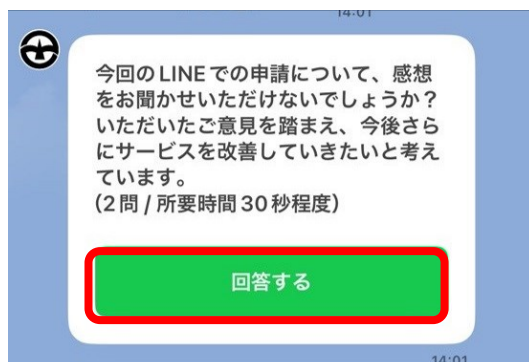 14:01
今回のLINEでの申請について、感想
をお聞かせいただけないでしょうか？
いただいたご意見を踏まえ、今後さら
にサービスを改善していきたいと考え
ています。
(2問 / 所要時間30秒程度)
回答する
14:01